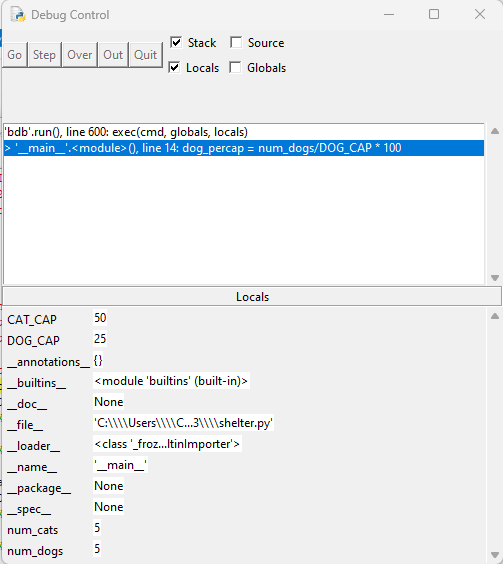 Debug Control
Go Step Over Out Quit Stack Source
Locals Globals
'bdb'.run(), line 600: exec(cmd, globals, locals)
> '__main__'.<module>(), line 14: dog_percap = num_dogs/DOG_CAP * 100
Locals
CAT_CAP 50
DOG_CAP 25
__annotations__ {}
__builtins__ <module 'builtins' (built-in)>
__doc__ None
__file__ 'C:\\\\Users\\\\C...3\\\\shelter.py'
__loader__ <class '_froz...ltinImporter'>
__name__ '__main__'
__package__ None
__spec__ None
num_cats 5
num_dogs 5